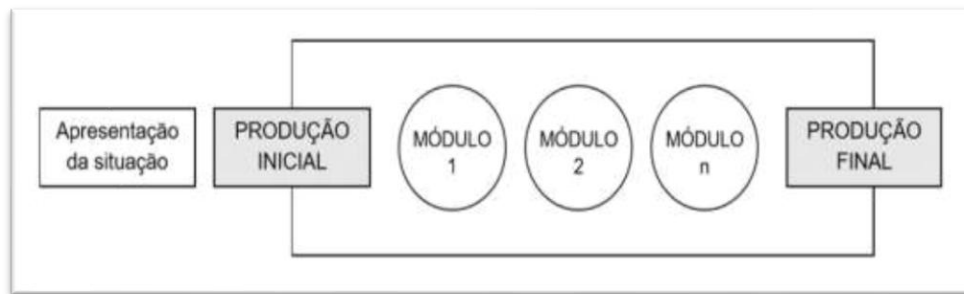 Apresentação
da situação
PRODUÇÃO
INICIAL
MÓDULO
1
MÓDULO
2
MÓDULO
n
PRODUÇÃO
FINAL